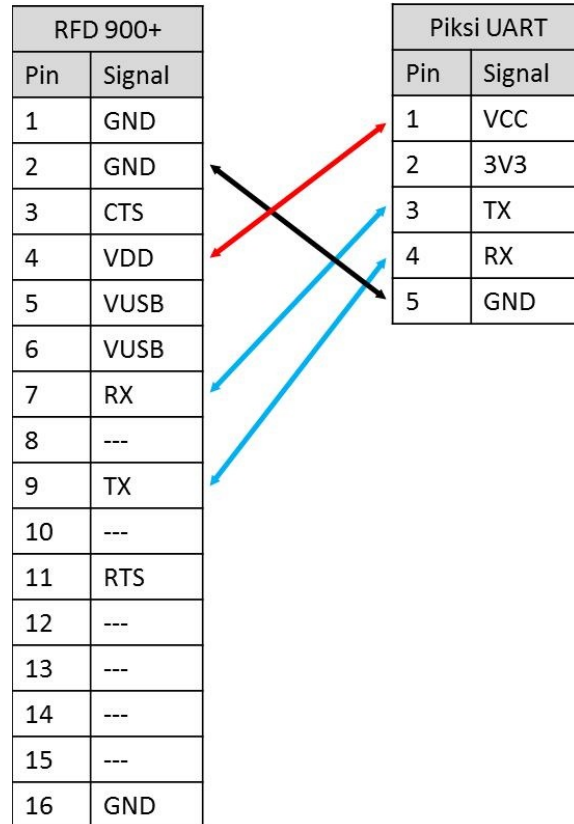 RFD 900+
Pin Signal
1 GND
2 GND
3 CTS
4 VDD
5 VUSB
6 VUSB
7 RX
8 ---
9 TX
10 ---
11 RTS
12 ---
13 ---
14 ---
15 ---
16 GND
Piksi UART
Pin Signal
1 VCC
2 3V3
3 TX
4 RX
5 GND